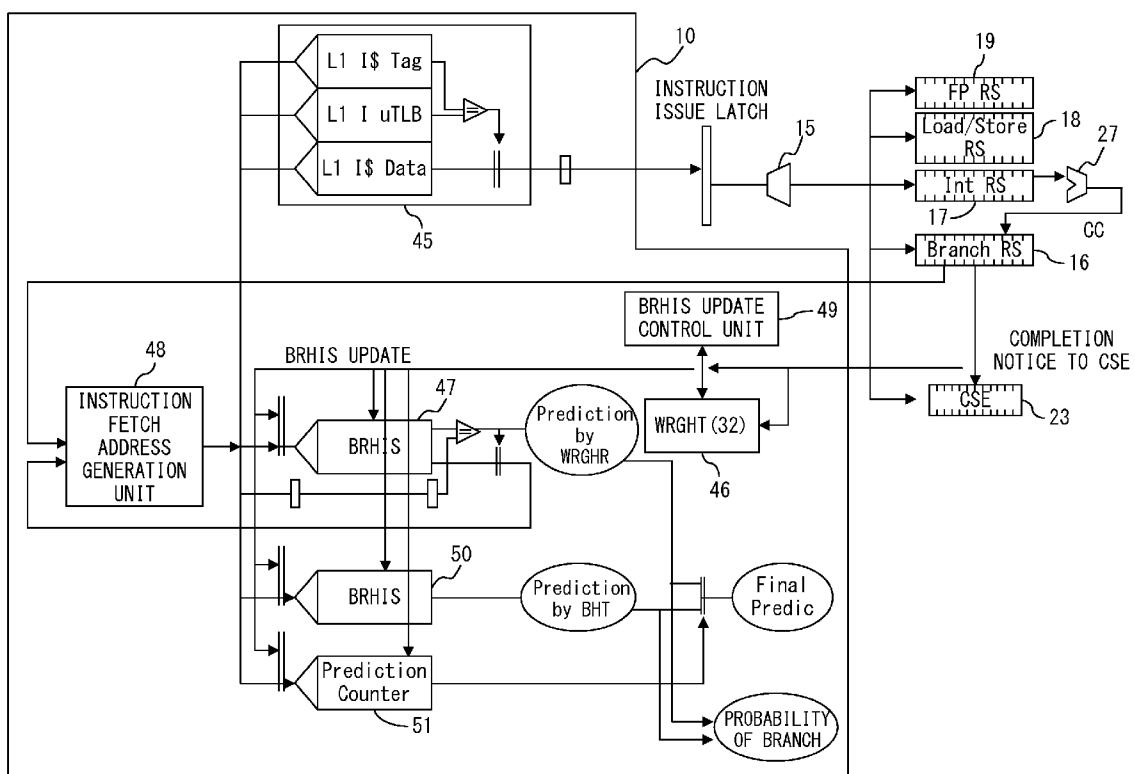 L1 I$ Tag
L1 I uTLB
L1 I$ Data
45
10
INSTRUCTION
ISSUE LATCH
15
19
FP RS
Load/Store
RS
18
27
Int RS
17
CC
Branch RS
16
BRHIS UPDATE
CONTROL UNIT
49
COMPLETION
NOTICE TO CSE
CSE
23
48
INSTRUCTION
FETCH
ADDRESS
GENERATION
UNIT
BRHIS UPDATE
47
BRHIS
Prediction
by
WRGHR
WRGHT(32)
46
50
BRHIS
Prediction
by BHT
Final
Predic
Prediction
Counter
51
PROBABILITY
OF BRANCH